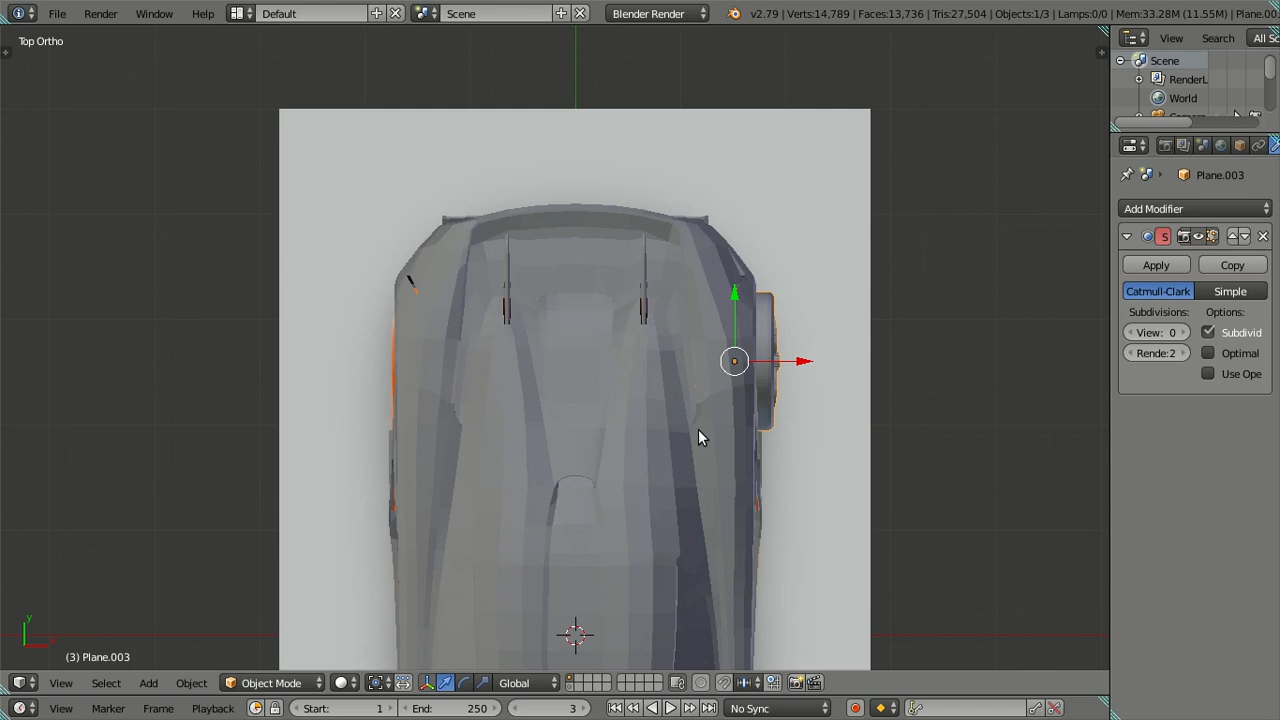 File Render Window Help Default Scene Blender Render v2.79 | Verts:14,789 | Faces:13,736 | Tris:27,504 | Objects:1/3 | Lamps:0/0 | Mem:33.28M (11.55M) | Plane.00
Top Ortho
View Search All Sc
Scene
RenderL
World
Plane.003
Add Modifier
S
Apply Copy
Catmull-Clark Simple
Subdivisions: Options:
View: 0 Subdivid
Rende:2 Optimal
Use Ope
y
(3) Plane.003
View Select Add Object Object Mode Global
View Marker Frame Playback Start: 1 End: 250 3 No Sync